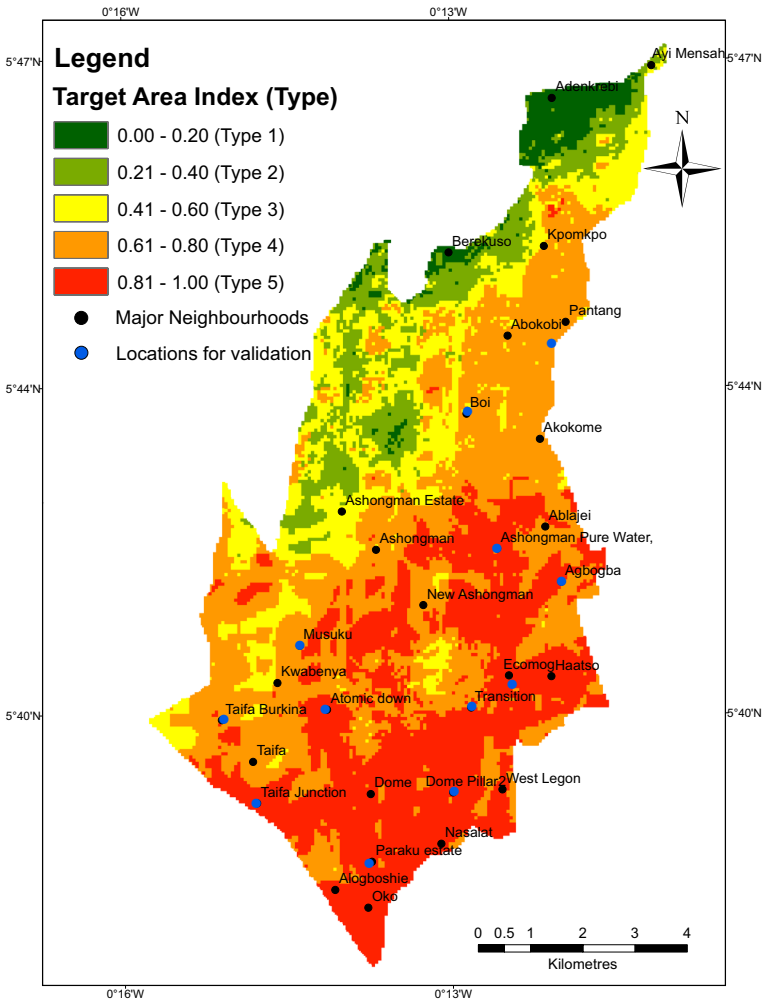 0°16'W
0°13'W
5°47'N
5°47'N
Legend
Target Area Index (Type)
0.00 - 0.20 (Type 1)
0.21 - 0.40 (Type 2)
0.41 - 0.60 (Type 3)
0.61 - 0.80 (Type 4)
0.81 - 1.00 (Type 5)
Major Neighbourhoods
Locations for validation
N
Ayi Mensah
Adenkrebi
Berekuso
Kpomkpo
Pantang
Abokobi
5°44'N
5°44'N
Boi
Akokome
Ashongman Estate
Ablajei
Ashongman
Ashongman Pure Water,
Agbogba
New Ashongman
Musuku
Kwabenya
Ecomog
Haatso
Atomic down
Transition
Taifa Burkina
5°40'N
5°40'N
Taifa
Dome
Dome Pillar2
West Legon
Taifa Junction
Nasalat
Paraku estate
Alogboshie
Oko
0 0.5 1 2 3 4
Kilometres
0°16'W
0°13'W